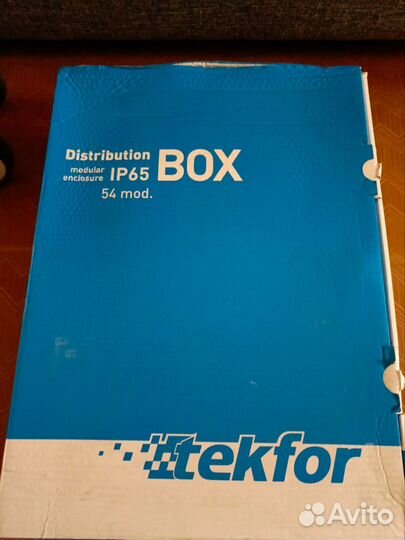 Distribution
modular
enclosure
IP65
BOX
54 mod.
tekfor
Avito